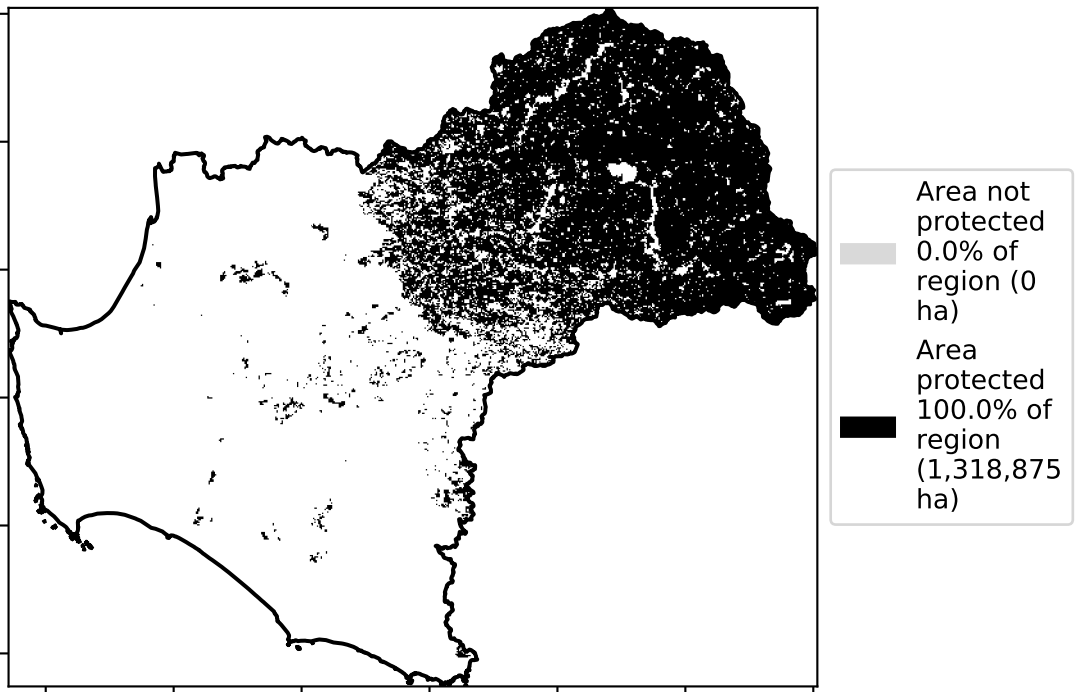 Area not
protected
0.0% of
region (0
ha)
Area
protected
100.0% of
region
(1,318,875
ha)